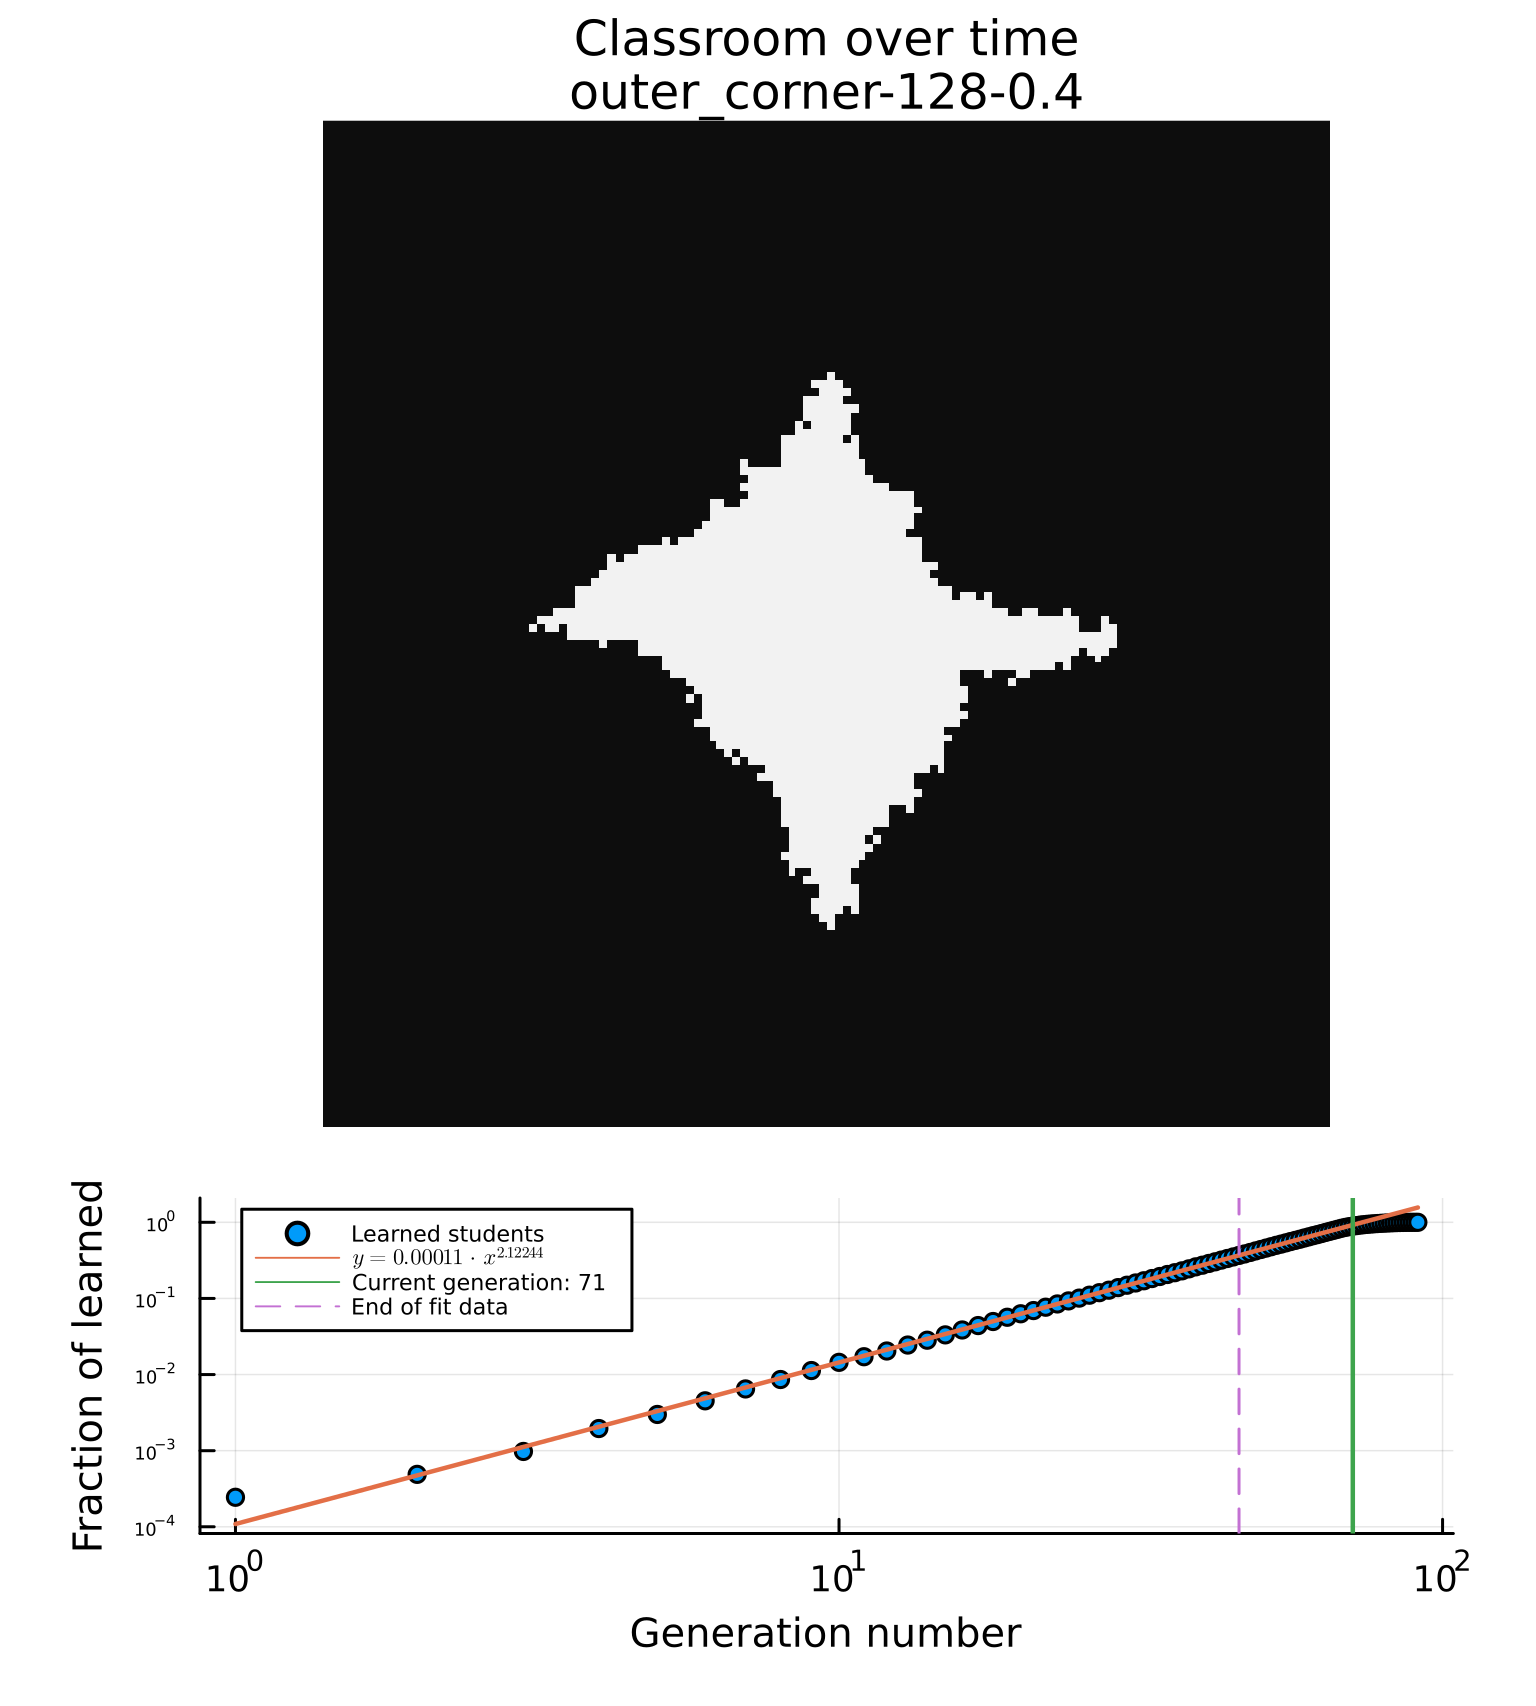 Classroom over time
outer_corner-128-0.4
Fraction of learned
10^0
10^-1
10^-2
10^-3
10^-4
Learned students
y = 0.00011 · x^2.12244
Current generation: 71
End of fit data
10^0
10^1
10^2
Generation number